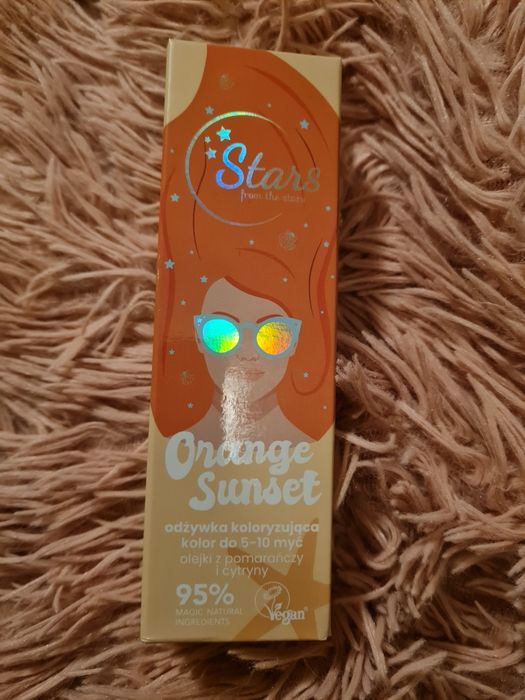 Stars
from the stars
Orange
Sunset
odżywka koloryzująca
kolor do 5-10 myć
olejki z pomarańczy
i cytryny
95%
MAGIC NATURAL
INGREDIENTS
Vegan